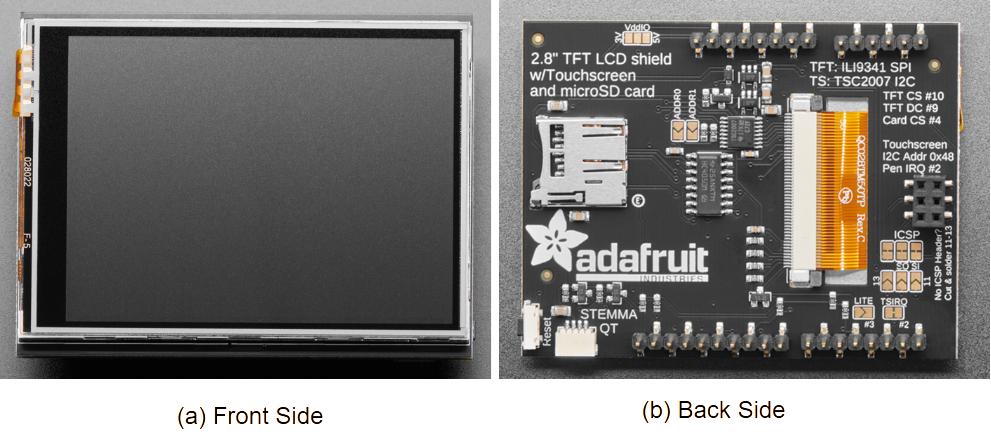 028022
F-5
VddIO
3V
5V
2.8" TFT LCD shield
w/Touchscreen
and microSD card
TFT: ILI9341 SPI
TS: TSC2007 I2C
TFT CS #10
TFT DC #9
Card CS #4
ADDR0
ADDR1
Touchscreen
I2C Addr 0x48
Pen IRQ #2
Rev.C
ICSP
SO SI
13
11
No ICSP Header?
Cut & solder 11-13
adafruit
INDUSTRIES
LITE
#3
TSIRQ
#2
STEMMA
QT
Reset
(a) Front Side
(b) Back Side